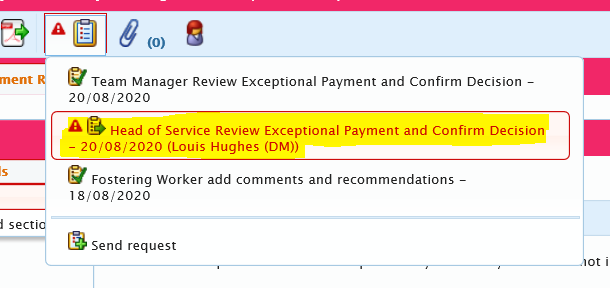 (0)
ment R
Team Manager Review Exceptional Payment and Confirm Decision –
20/08/2020
Head of Service Review Exceptional Payment and Confirm Decision
– 20/08/2020 (Louis Hughes (DM))
ls
Fostering Worker add comments and recommendations –
18/08/2020
d sectio
Send request
not i